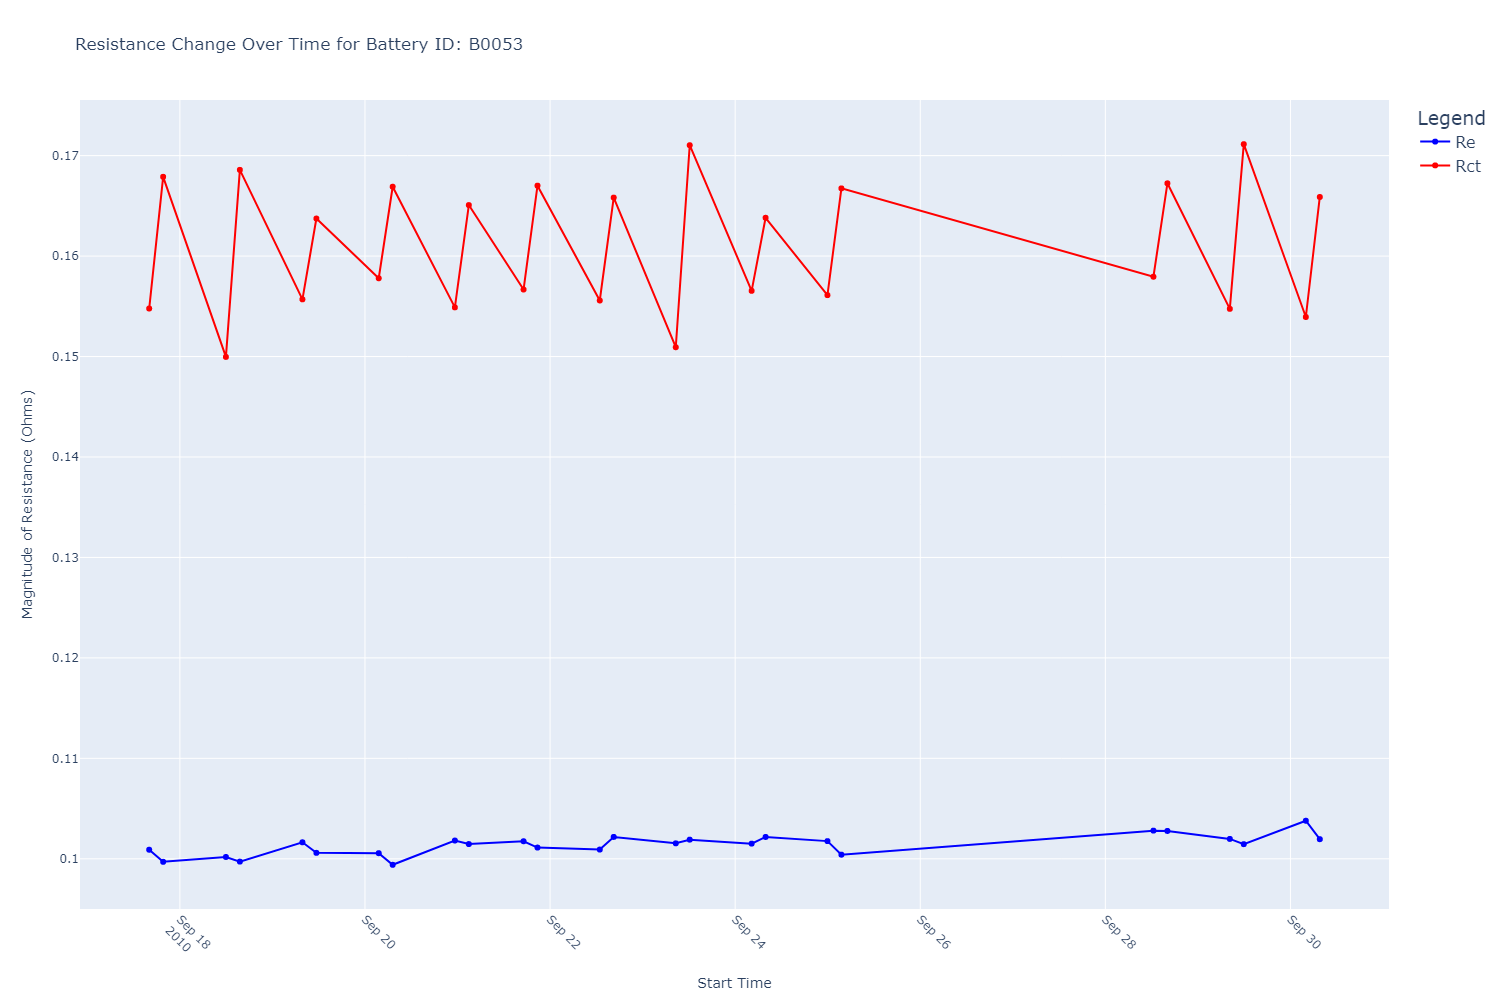 Resistance Change Over Time for Battery ID: B0053
Legend
Re
Rct
0.17
0.16
0.15
0.14
0.13
0.12
0.11
0.1
Magnitude of Resistance (Ohms)
Sep 18
2010
Sep 20
Sep 22
Sep 24
Sep 26
Sep 28
Sep 30
Start Time